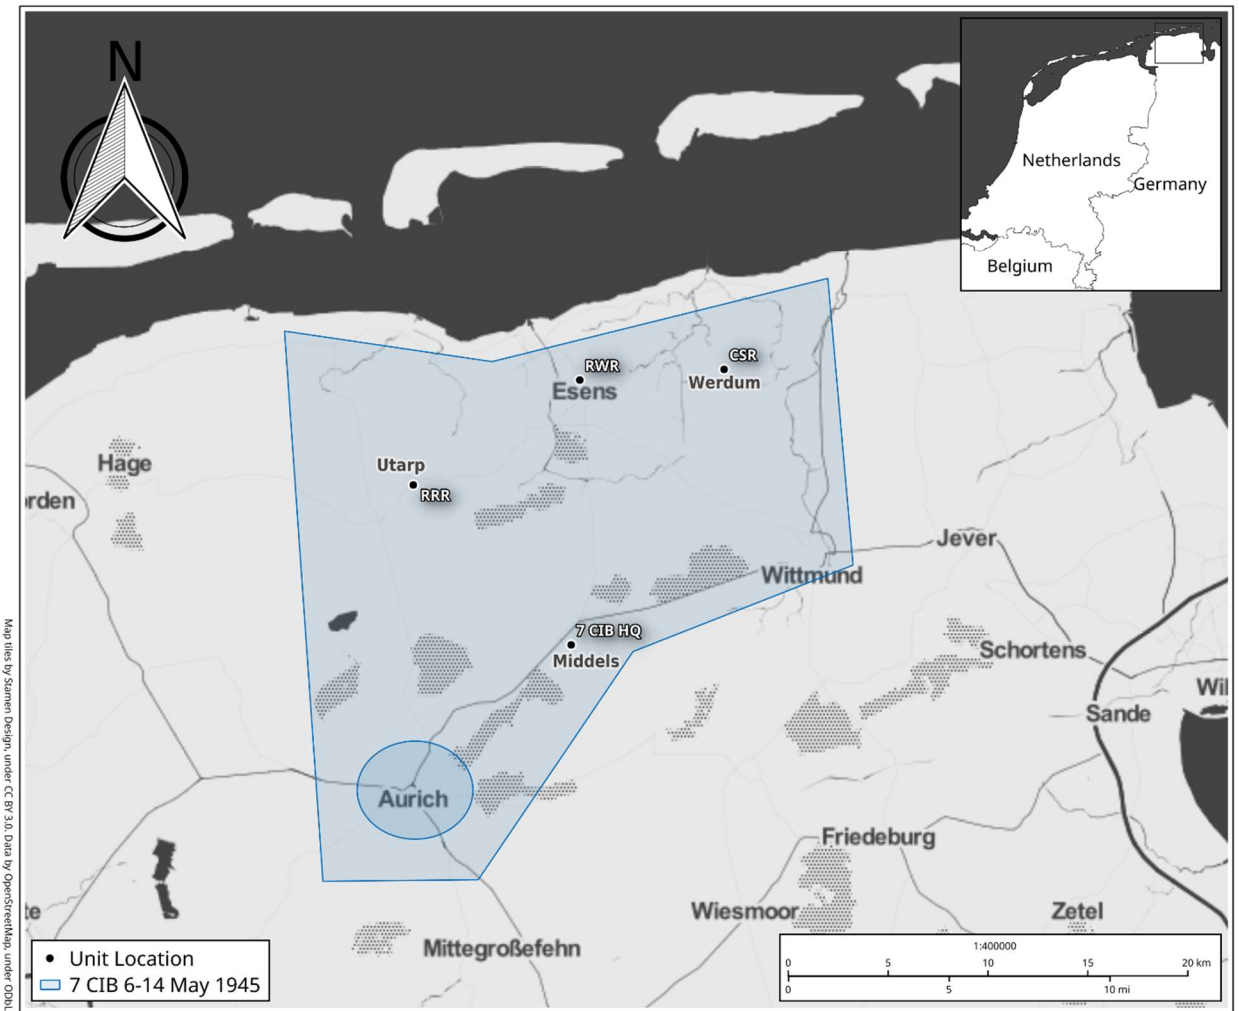 N
Netherlands
Germany
Belgium
RWR
CSR
Esens
Werdum
Hage
Utarp
RRR
rden
Jever
Wittmund
7 CIB HQ
Middels
Schortens
Wil
Sande
Aurich
Friedeburg
te
Wiesmoor
Zetel
Mittegroßefehn
Unit Location
7 CIB 6-14 May 1945
1:400000
0 5 10 15 20 km
0 5 10 mi
Map tiles by Stamen Design, under CC BY 3.0. Data by OpenStreetMap, under ODbL